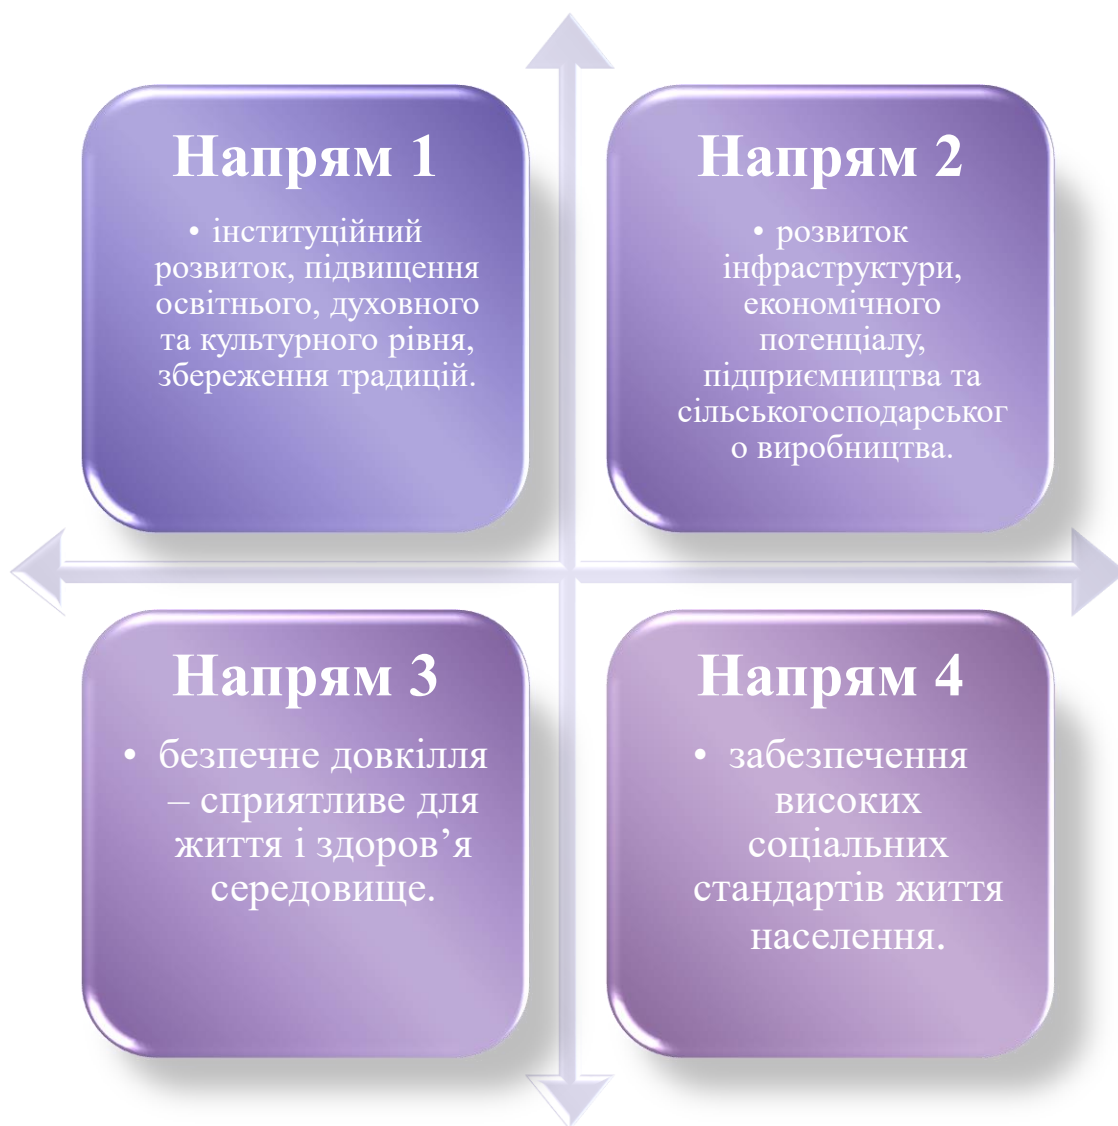 Напрям 1
• інституційний
розвиток, підвищення
освітнього, духовного
та культурного рівня,
збереження традицій.
Напрям 2
• розвиток
інфраструктури,
економічного
потенціалу,
підприємництва та
сільськогосподарськог
о виробництва.
Напрям 3
• безпечне довкілля
– сприятливе для
життя і здоров’я
середовище.
Напрям 4
• забезпечення
високих
соціальних
стандартів життя
населення.